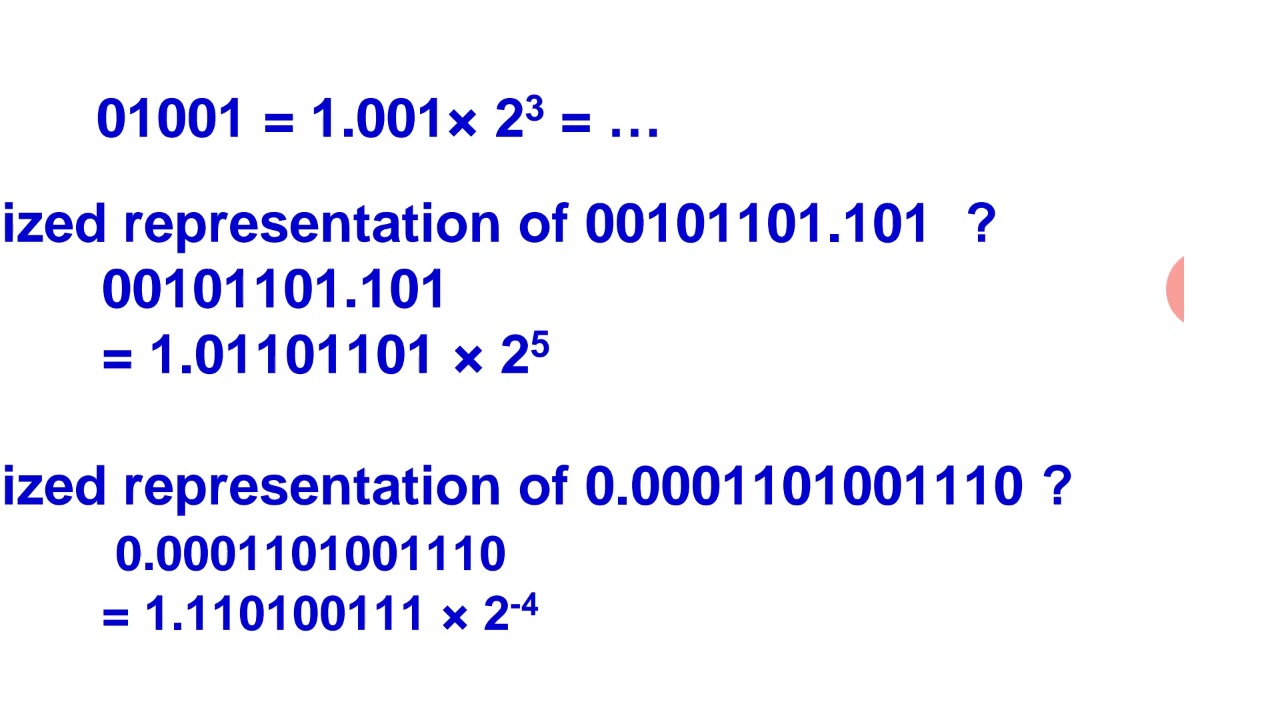 01001 = 1.001× 2³ = …
ized representation of 00101101.101 ?
00101101.101
= 1.01101101 × 2⁵
ized representation of 0.0001101001110 ?
0.0001101001110
= 1.110100111 × 2⁻⁴